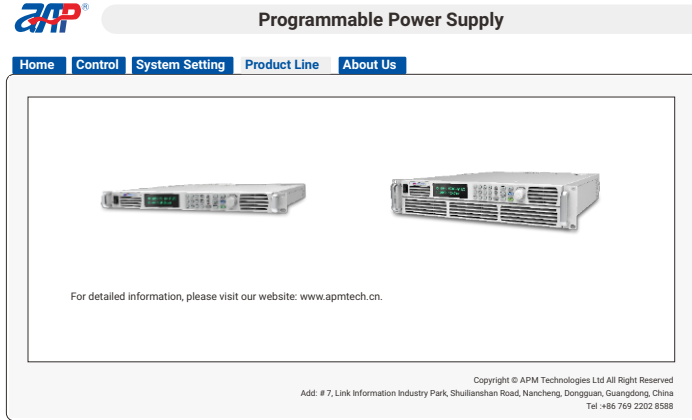 APM®
Programmable Power Supply
Home Control System Setting Product Line About Us
For detailed information, please visit our website: www.apmtech.cn.
Copyright © APM Technologies Ltd All Right Reserved
Add: # 7, Link Information Industry Park, Shuilianshan Road, Nancheng, Dongguan, Guangdong, China
Tel :+86 769 2202 8588